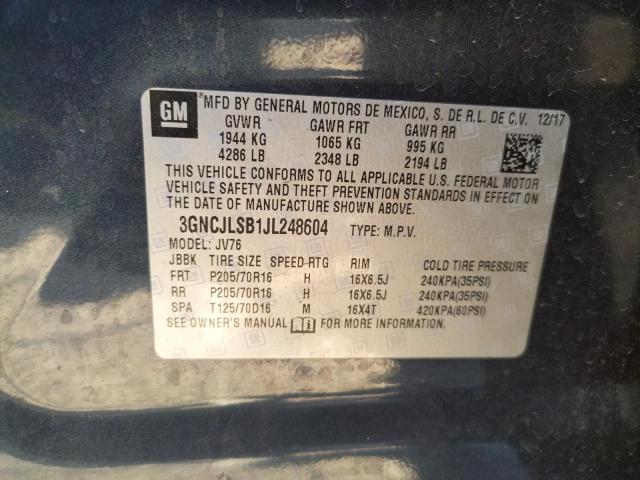 GM
MFD BY GENERAL MOTORS DE MEXICO, S. DE R.L. DE C.V. 12/17
GVWR GAWR FRT GAWR RR
1944 KG 1065 KG 995 KG
4286 LB 2348 LB 2194 LB
THIS VEHICLE CONFORMS TO ALL APPLICABLE U.S. FEDERAL MOTOR
VEHICLE SAFETY AND THEFT PREVENTION STANDARDS IN EFFECT ON
THE DATE OF MANUFACTURE SHOWN ABOVE.
3GNCJLSB1JL248604 TYPE: M.P.V.
MODEL: JV76
JBBK TIRE SIZE SPEED-RTG RIM COLD TIRE PRESSURE
FRT P205/70R16 H 16X6.5J 240KPA(35PSI)
RR P205/70R16 H 16X6.5J 240KPA(35PSI)
SPA T125/70D16 M 16X4T 420KPA(60PSI)
SEE OWNER'S MANUAL FOR MORE INFORMATION.